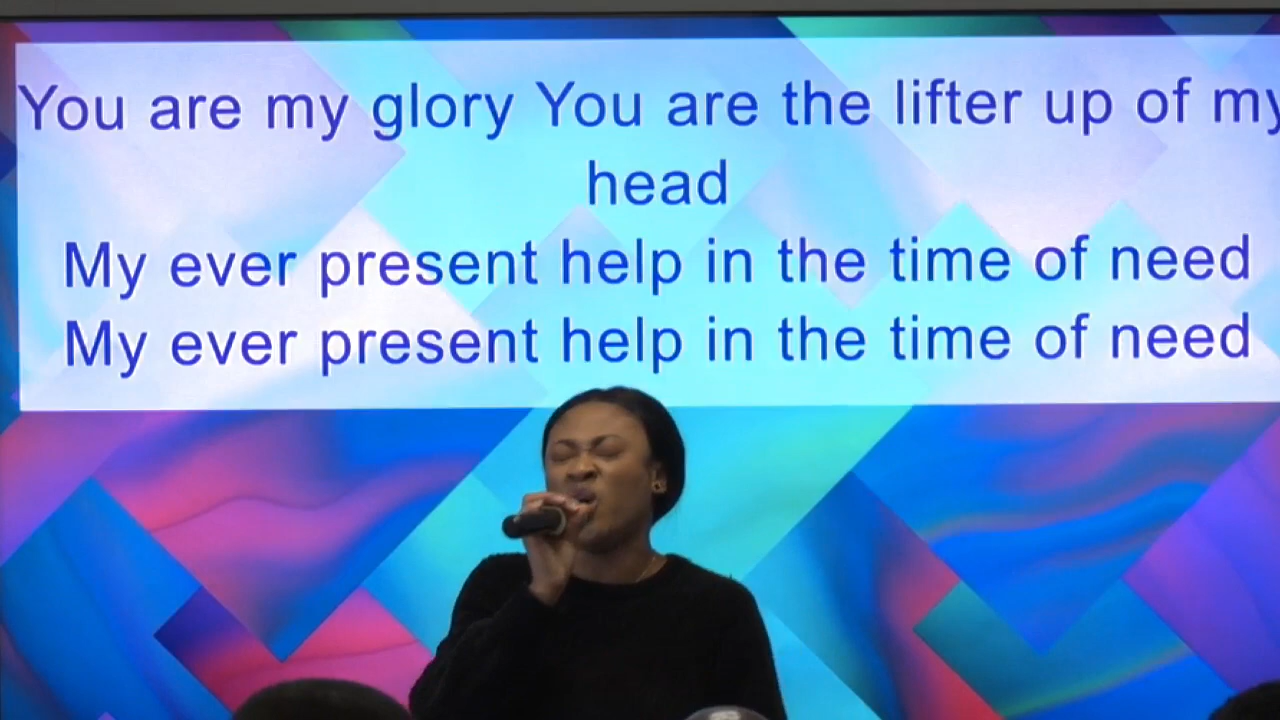 You are my glory You are the lifter up of my
head
My ever present help in the time of need
My ever present help in the time of need